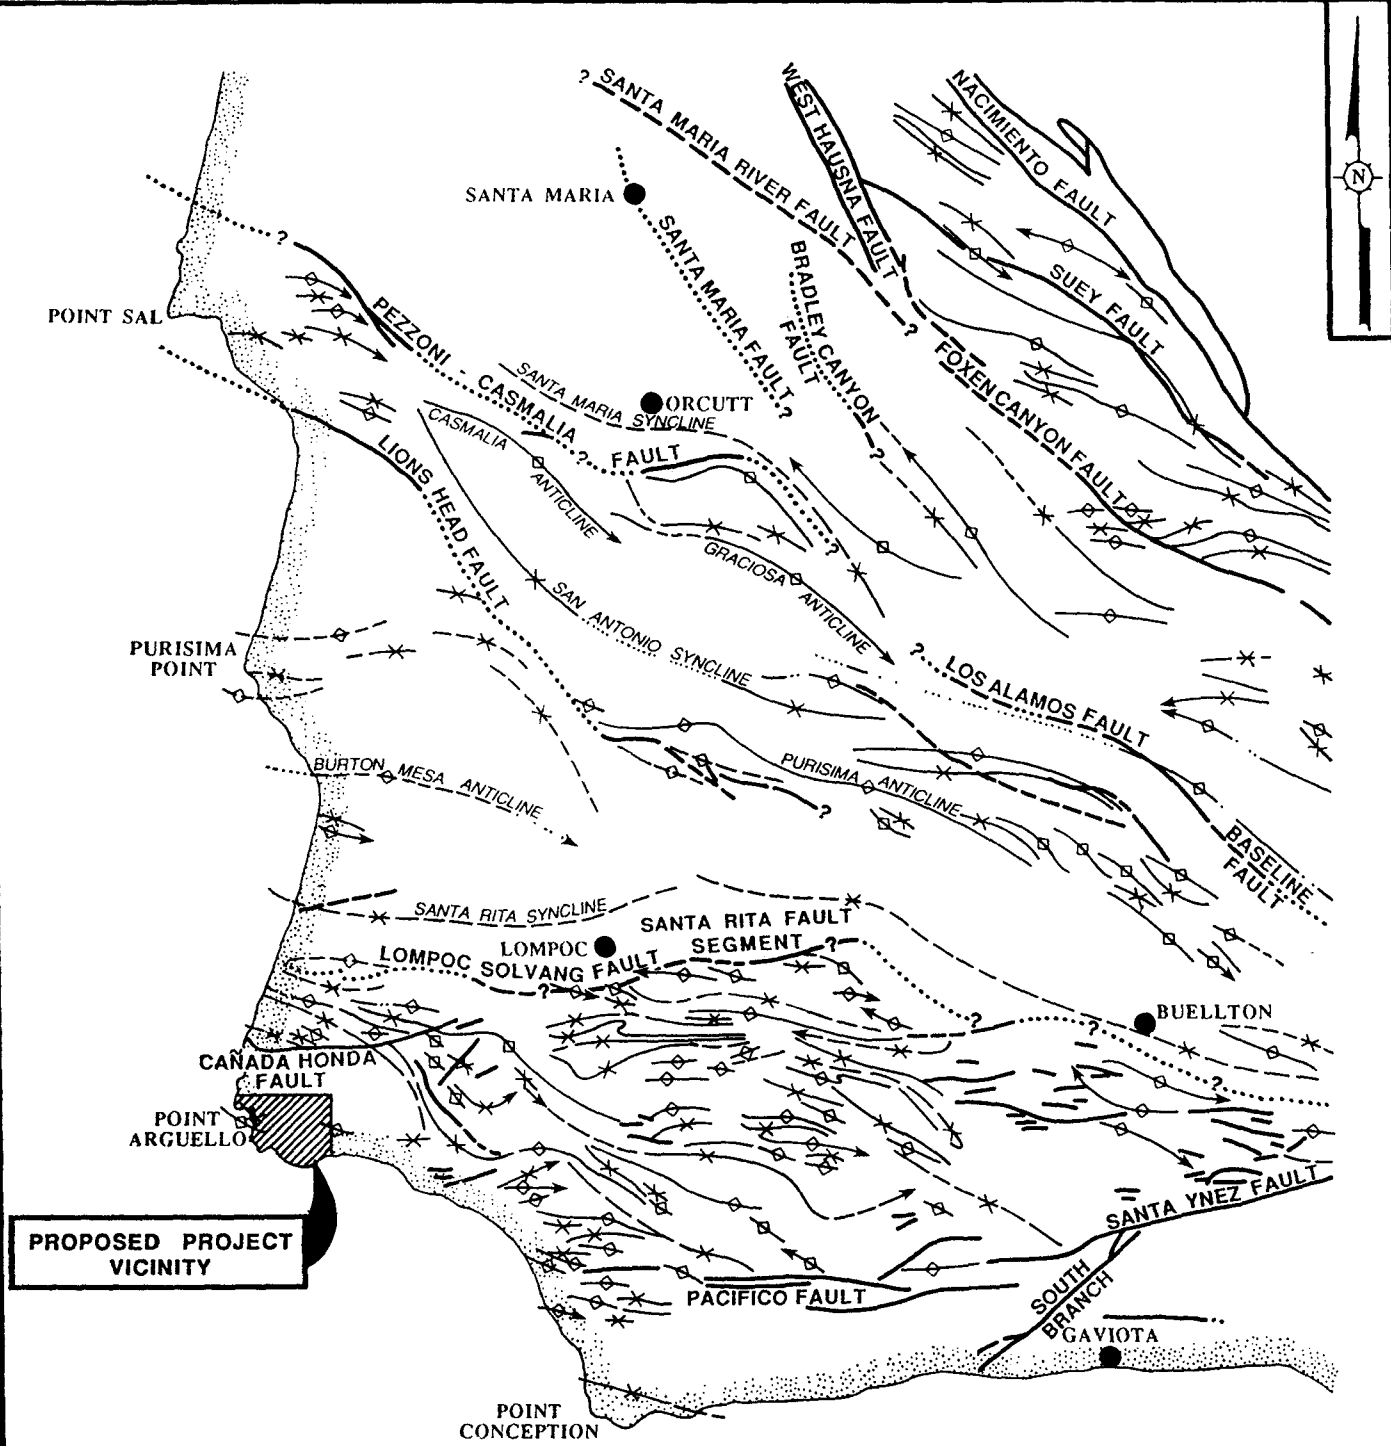 N
? SANTA MARIA RIVER FAULT
?
WEST HAUSNA FAULT
NACIMIENTO FAULT
SANTA MARIA
SANTA MARIA FAULT
?
BRADLEY CANYON
FAULT
?
SUEY FAULT
?
POINT SAL
PEZZONI - CASMALIA
?
FAULT
?
FOXEN CANYON FAULT
SANTA MARIA SYNCLINE
ORCUTT
CASMALIA
ANTICLINE
LIONS HEAD FAULT
GRACIOSA
ANTICLINE
SAN ANTONIO SYNCLINE
PURISIMA
POINT
? LOS ALAMOS FAULT
BURTON MESA ANTICLINE
PURISIMA ANTICLINE
?
BASELINE
FAULT
SANTA RITA SYNCLINE
SANTA RITA FAULT
SEGMENT ?
LOMPOC
LOMPOC SOLVANG FAULT
?
?
?
?
BUELLTON
CAÑADA HONDA
FAULT
POINT
ARGUELLO
PROPOSED PROJECT
VICINITY
SANTA YNEZ FAULT
SOUTH
BRANCH
PACIFICO FAULT
GAVIOTA
POINT
CONCEPTION